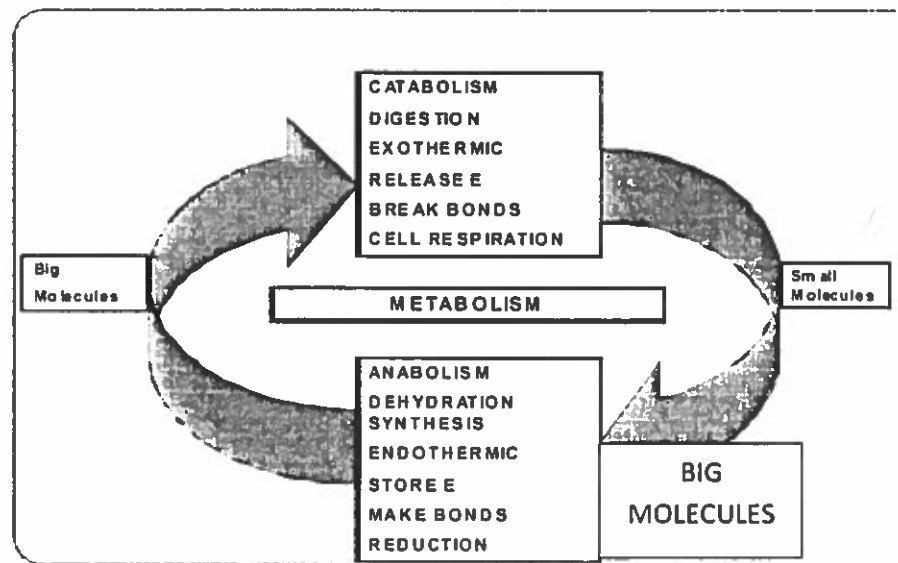 CATABOLISM
DIGESTION
EXOTHERMIC
RELEASE E
BREAK BONDS
CELL RESPIRATION
Big
Molecules
METABOLISM
Small
Molecules
ANABOLISM
DEHYDRATION
SYNTHESIS
ENDOTHERMIC
STORE E
MAKE BONDS
REDUCTION
BIG
MOLECULES